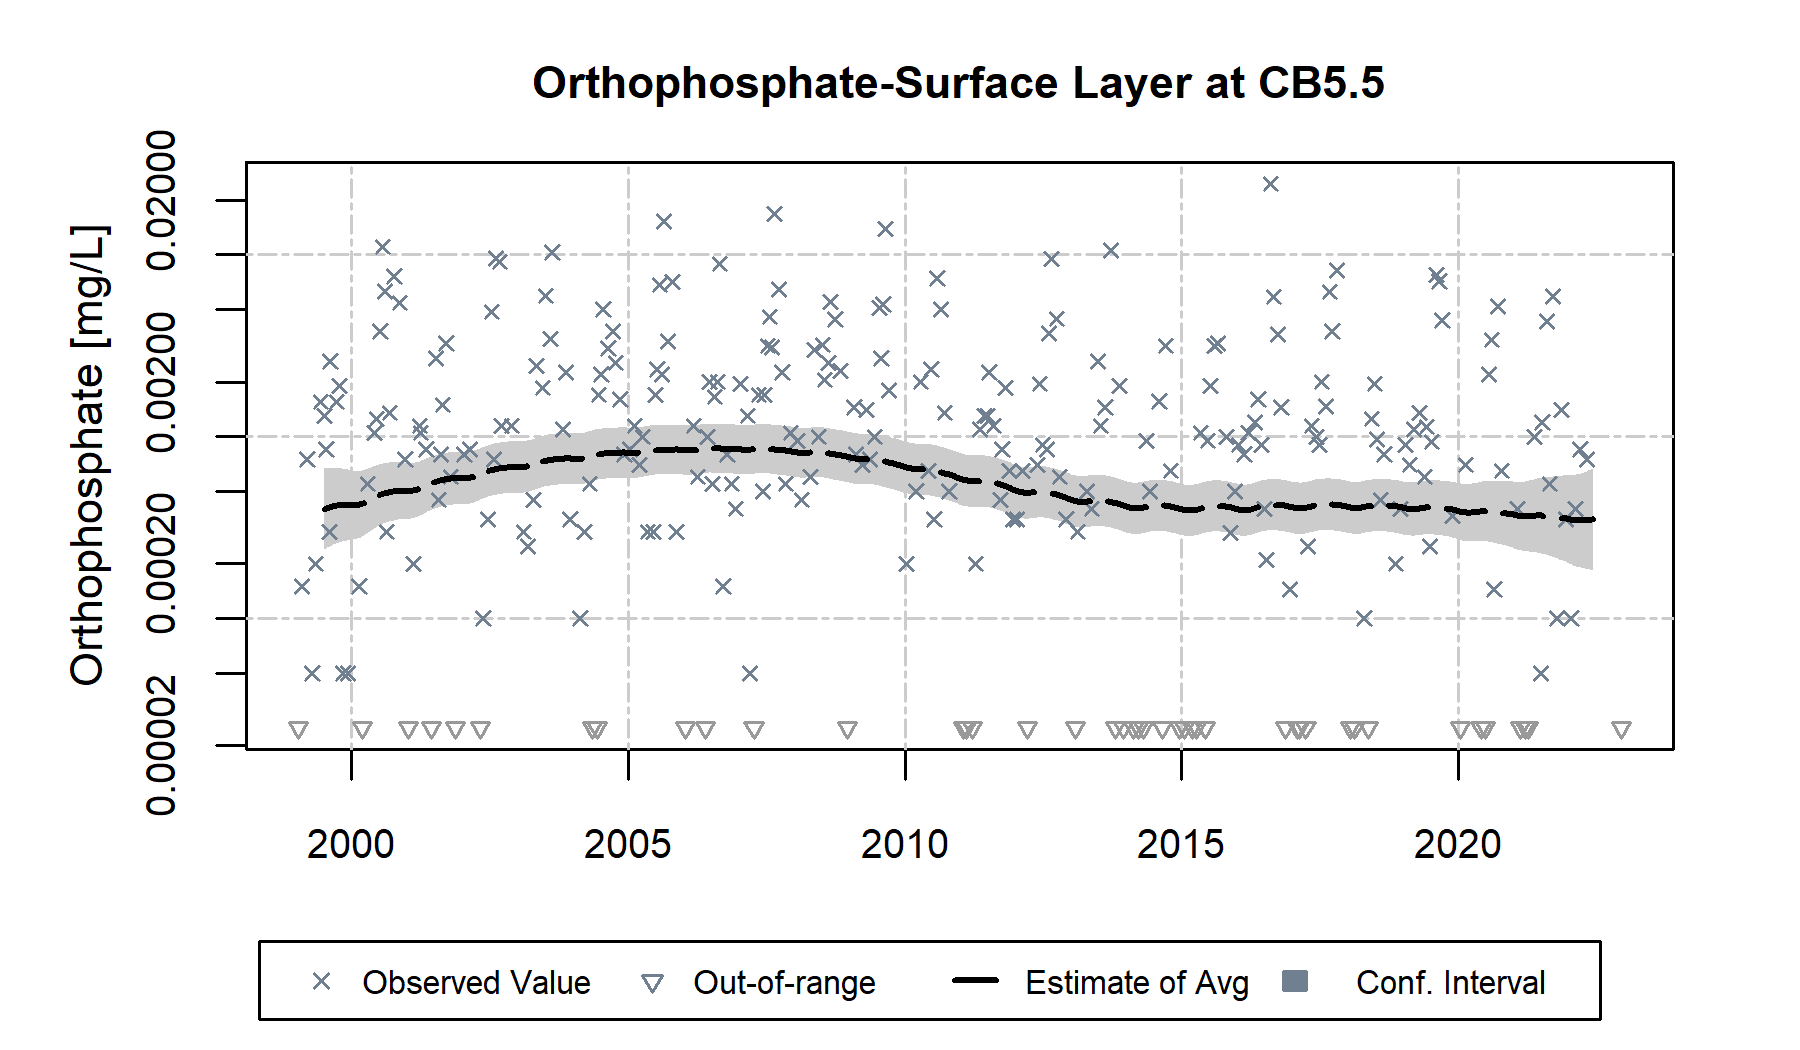 Orthophosphate-Surface Layer at CB5.5
Orthophosphate [mg/L]
0.02000
0.00200
0.00020
0.00002
2000 2005 2010 2015 2020
Observed Value Out-of-range Estimate of Avg Conf. Interval